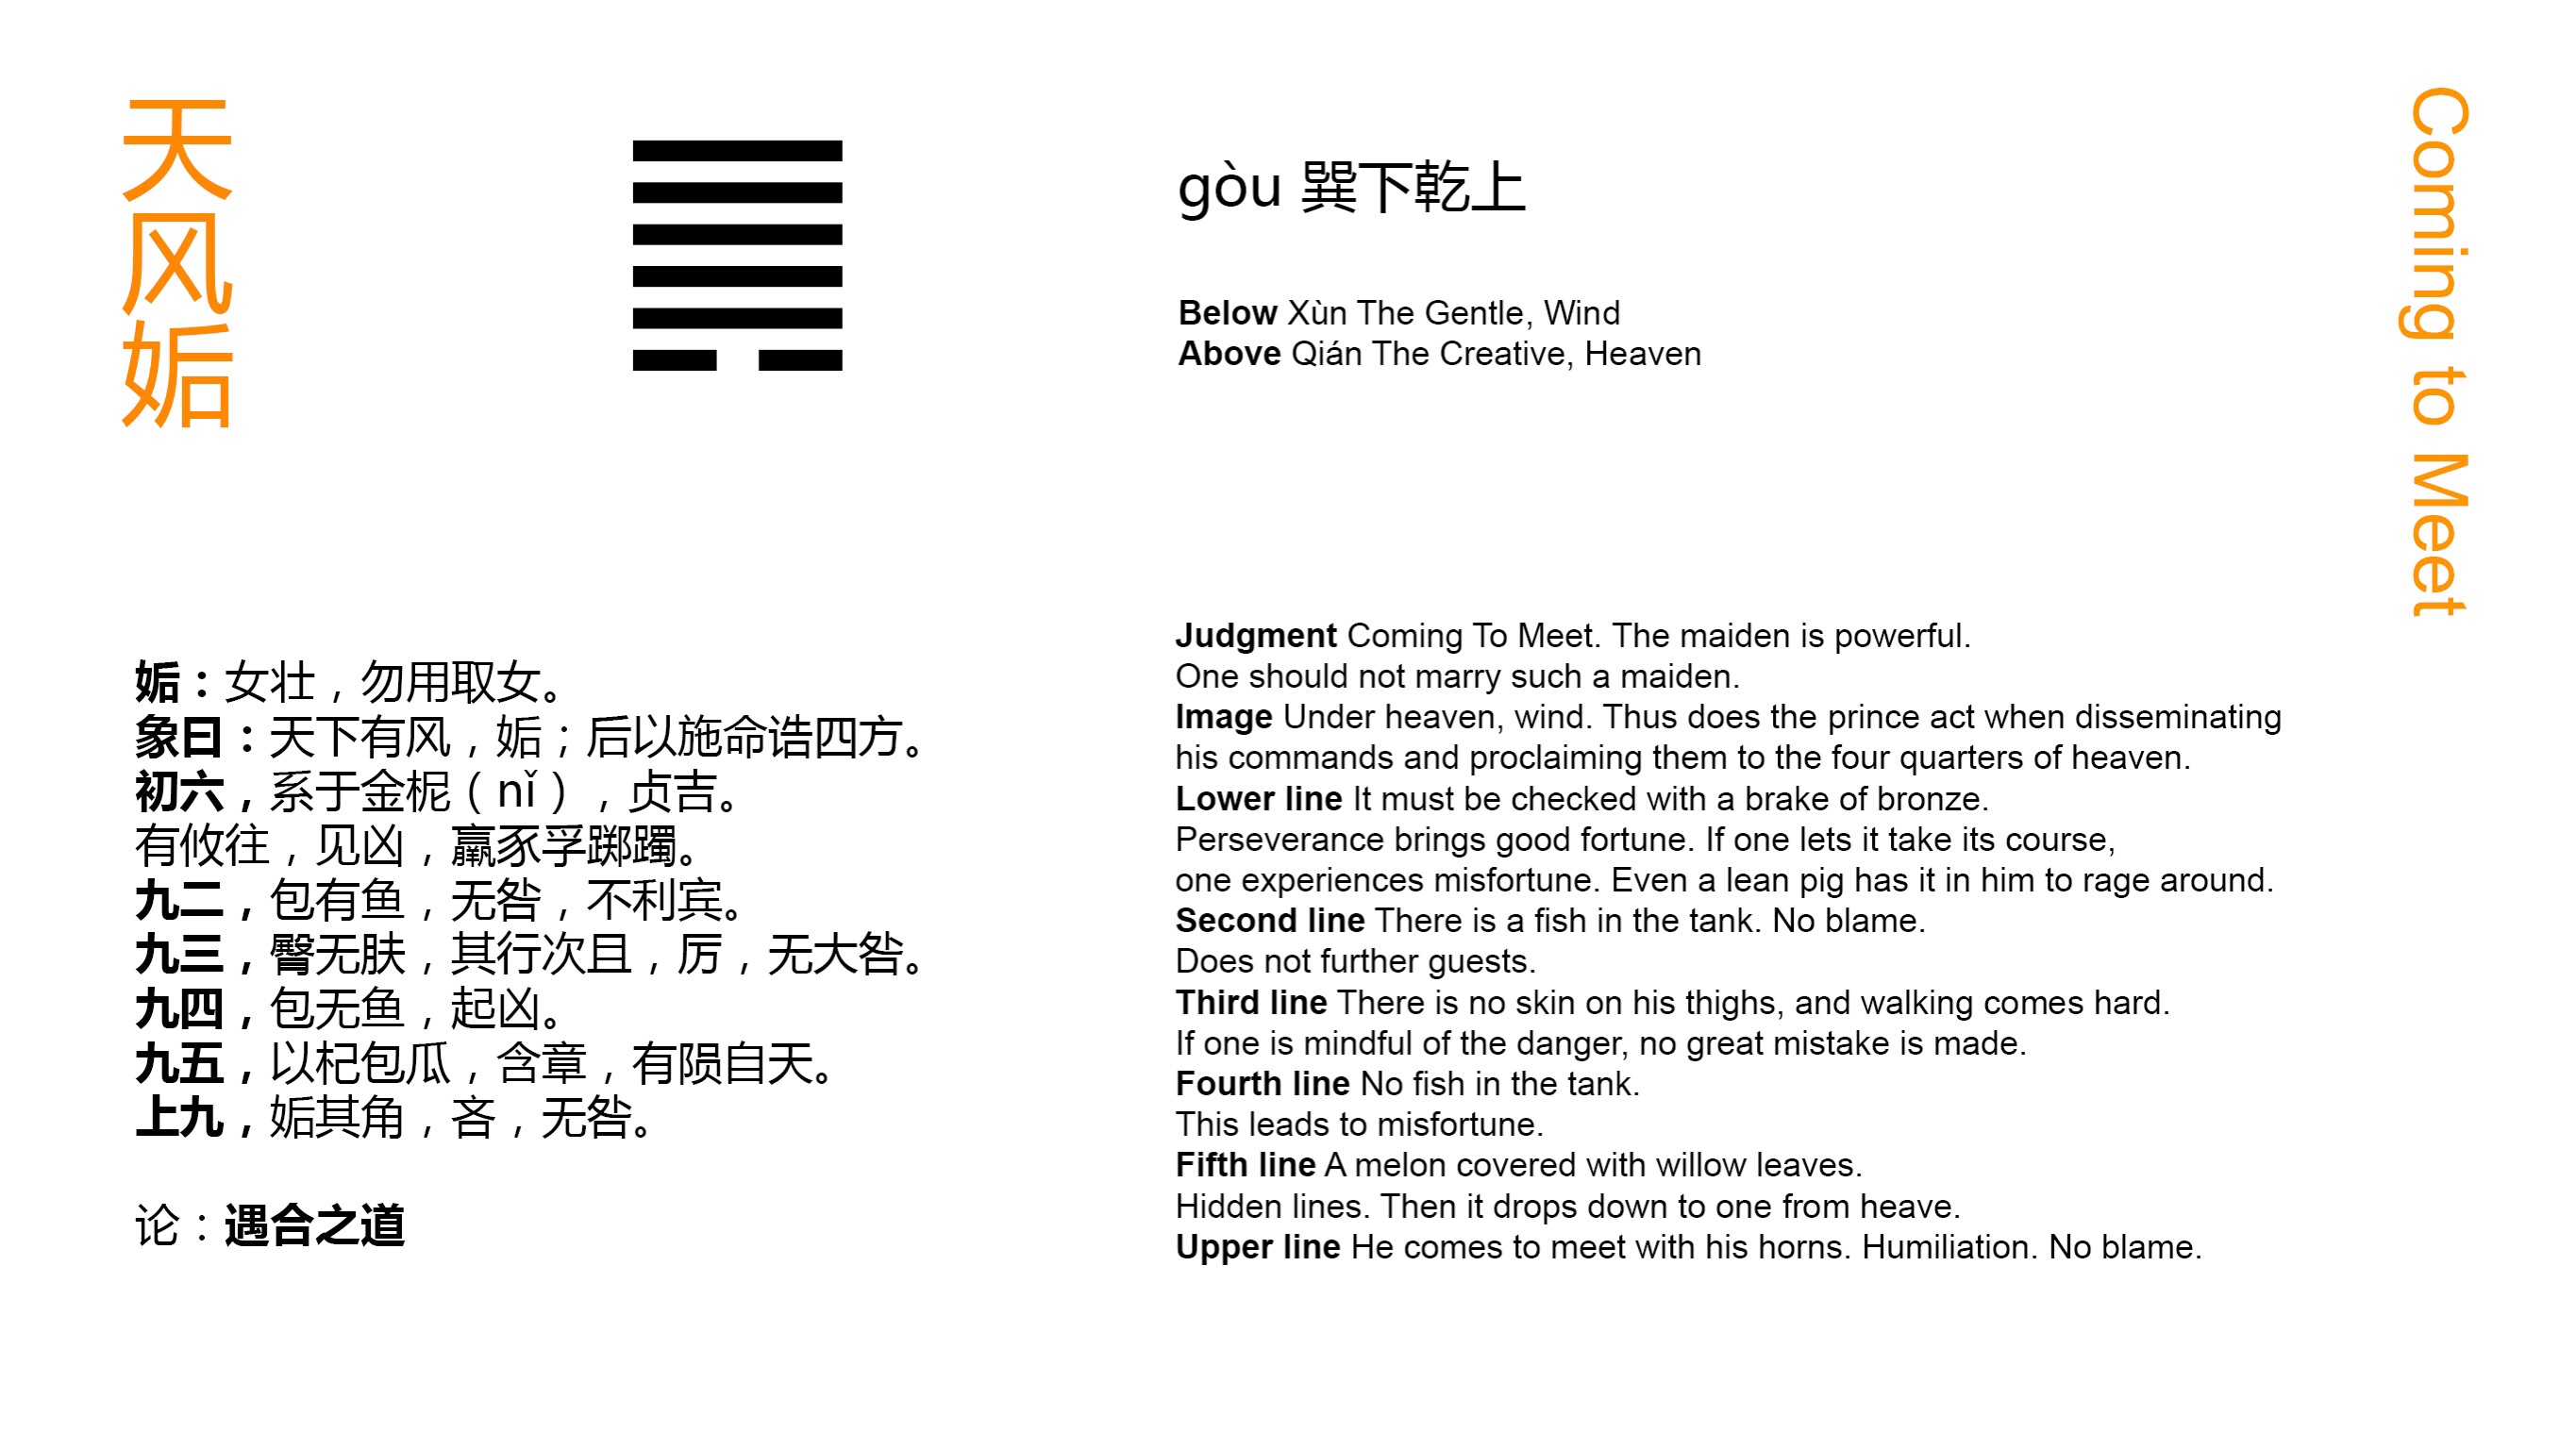 天风姤
gòu 巽下乾上
Below Xùn The Gentle, Wind
Above Qián The Creative, Heaven
Coming to Meet
姤：女壮，勿用取女。
象曰：天下有风，姤；后以施命诰四方。
初六，系于金柅（nǐ），贞吉。
有攸往，见凶，羸豕孚踯躅。
九二，包有鱼，无咎，不利宾。
九三，臀无肤，其行次且，厉，无大咎。
九四，包无鱼，起凶。
九五，以杞包瓜，含章，有陨自天。
上九，姤其角，吝，无咎。
论：遇合之道
Judgment Coming To Meet. The maiden is powerful.
One should not marry such a maiden.
Image Under heaven, wind. Thus does the prince act when disseminating
his commands and proclaiming them to the four quarters of heaven.
Lower line It must be checked with a brake of bronze.
Perseverance brings good fortune. If one lets it take its course,
one experiences misfortune. Even a lean pig has it in him to rage around.
Second line There is a fish in the tank. No blame.
Does not further guests.
Third line There is no skin on his thighs, and walking comes hard.
If one is mindful of the danger, no great mistake is made.
Fourth line No fish in the tank.
This leads to misfortune.
Fifth line A melon covered with willow leaves.
Hidden lines. Then it drops down to one from heave.
Upper line He comes to meet with his horns. Humiliation. No blame.